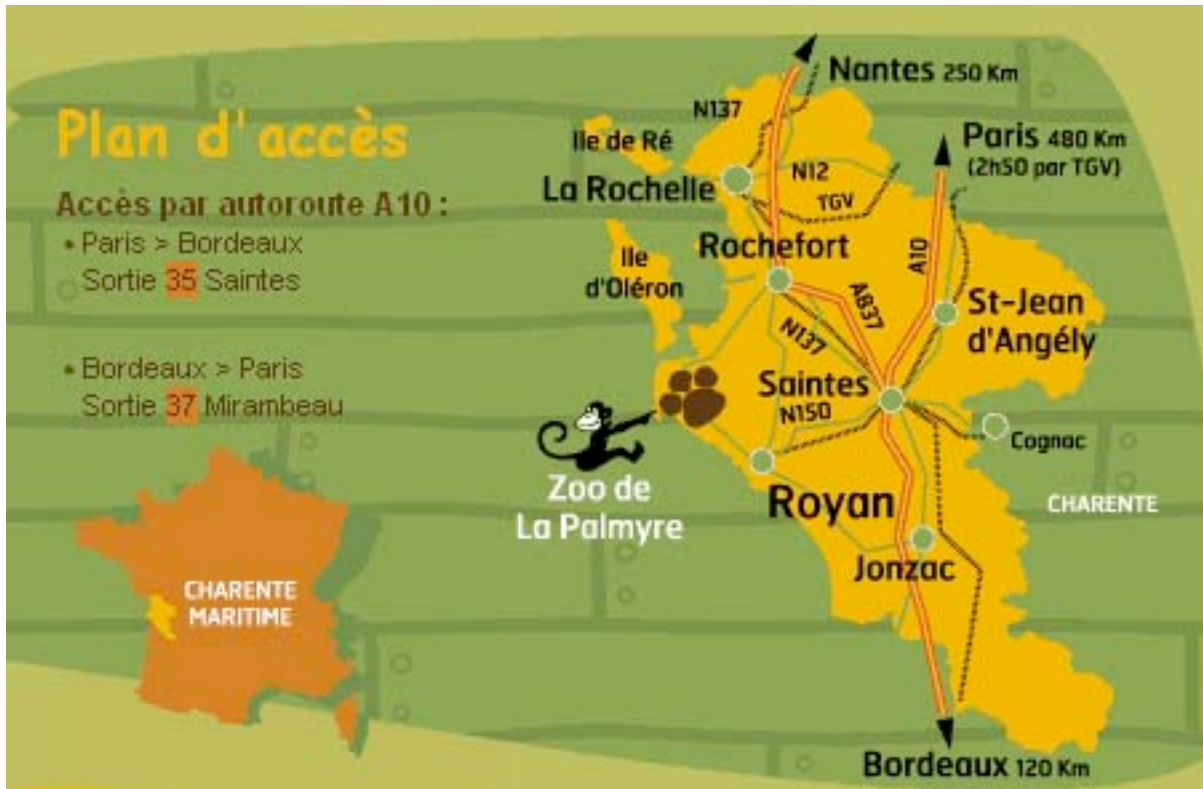 Plan d'accès
Accès par autoroute A10 :
• Paris > Bordeaux
Sortie 35 Saintes
• Bordeaux > Paris
Sortie 37 Mirambeau
CHARENTE
MARITIME
Nantes 250 Km
N137
Ile de Ré
Paris 480 Km
(2h50 par TGV)
La Rochelle
N12
TGV
Rochefort
A10
Ile
d'Oléron
A837
St-Jean
d'Angély
N137
Saintes
N150
Cognac
Zoo de
La Palmyre
Royan
CHARENTE
Jonzac
Bordeaux 120 Km